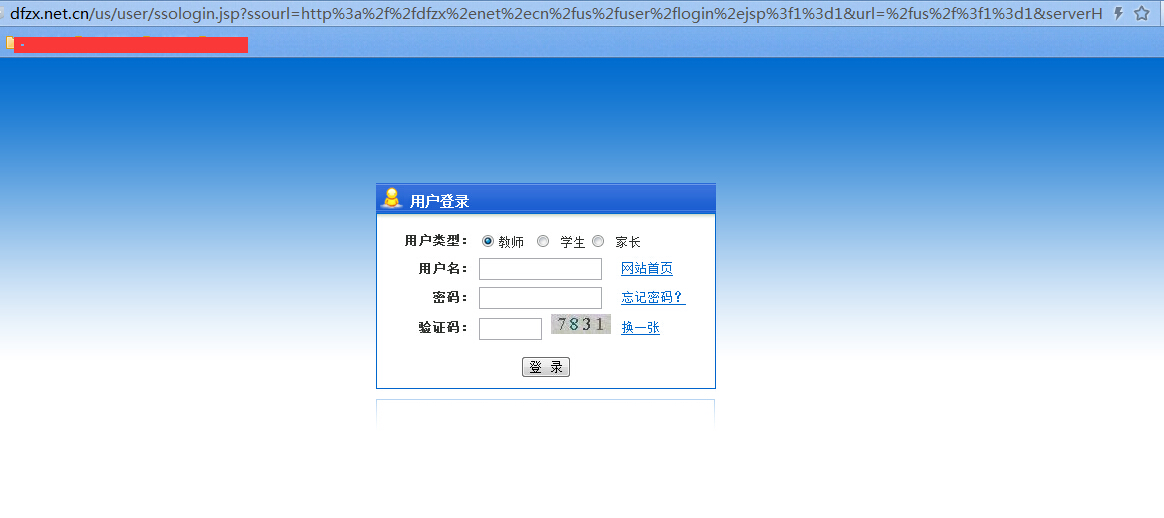 dfzx.net.cn/us/user/ssologin.jsp?ssourl=http%3a%2f%2fdfzx%2enet%2ecn%2fus%2fuser%2flogin%2ejsp%3f1%3d1&url=%2fus%2f%3f1%3d1&serverH
用户登录
用户类型： 教师 学生 家长
用户名： 网站首页
密码： 忘记密码？
验证码： 7831 换一张
登 录